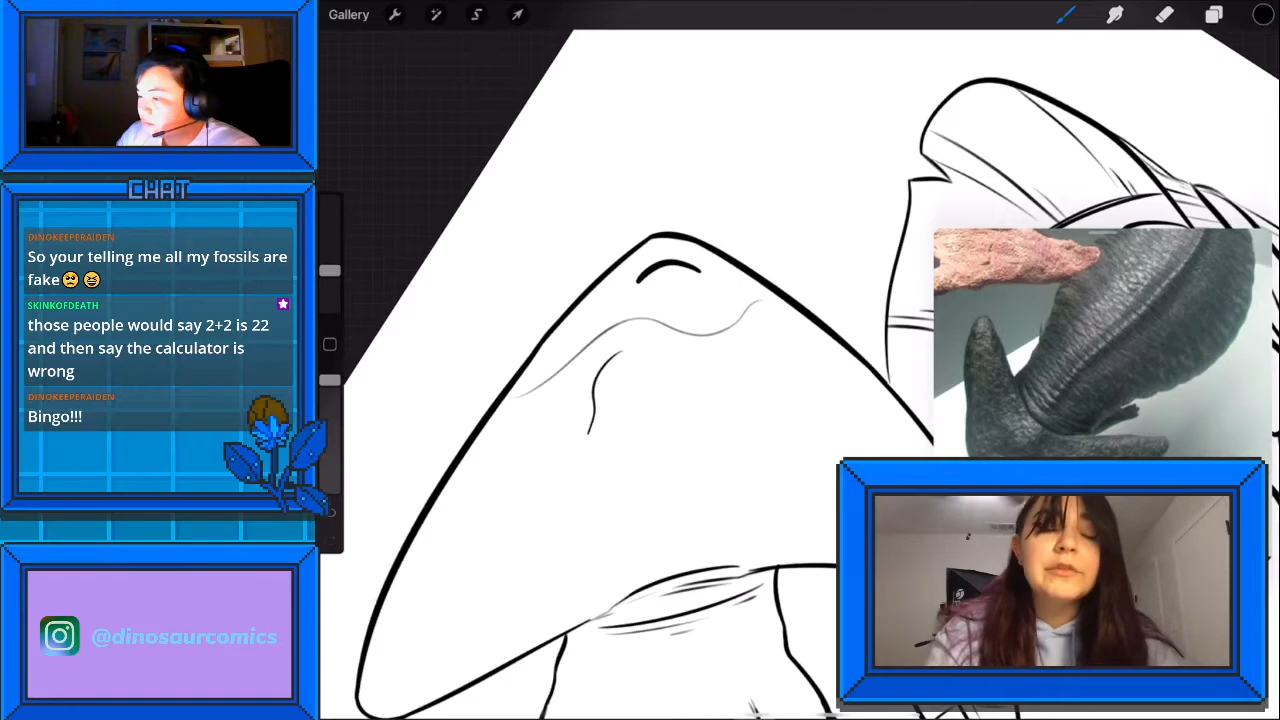 Gallery
CHAT
DINOKEEPERAIDEN
So your telling me all my fossils are
fake🥺 😆
SKINKOFDEATH
those people would say 2+2 is 22
and then say the calculator is
wrong
DINOKEEPERAIDEN
Bingo!!!
@dinosaurcomics